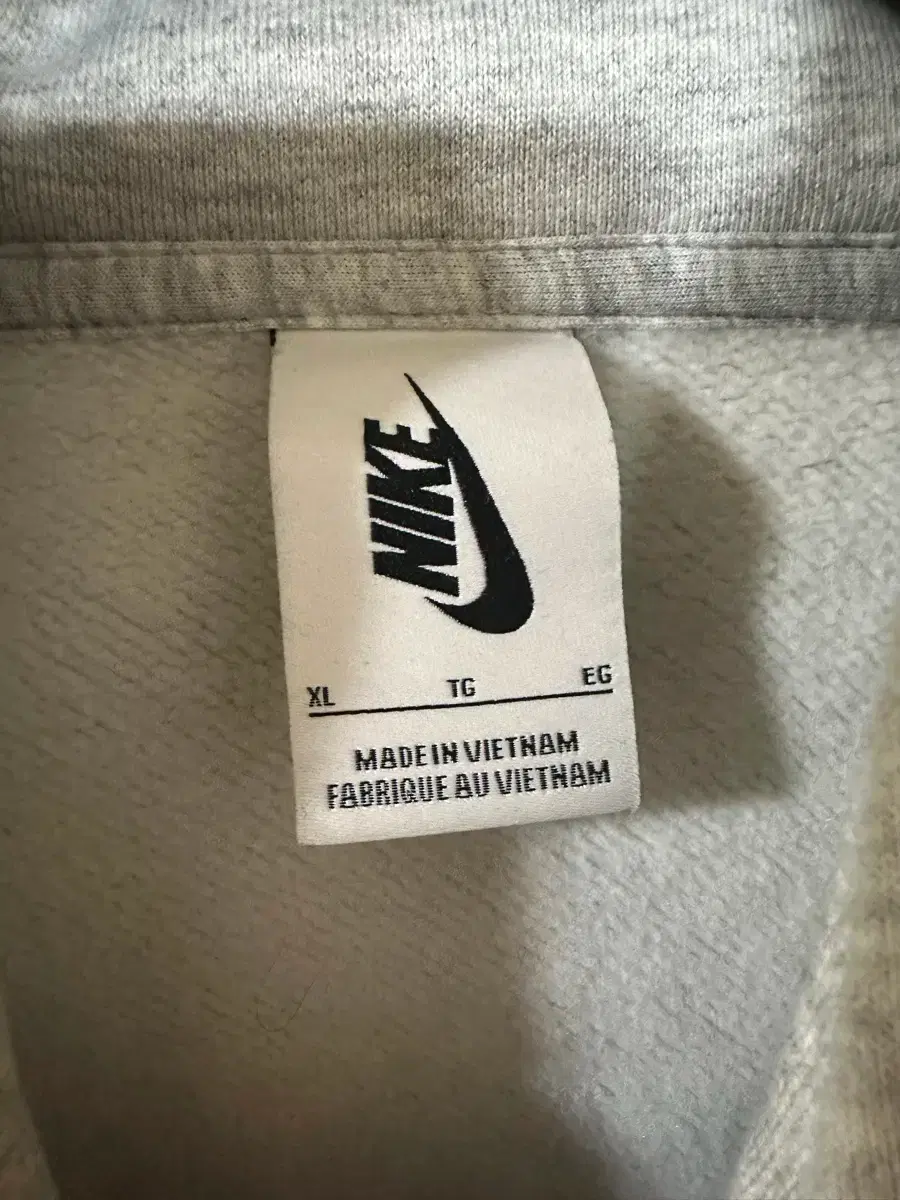 NIKE
XL TG EG
MADE IN VIETNAM
FABRIQUE AU VIETNAM